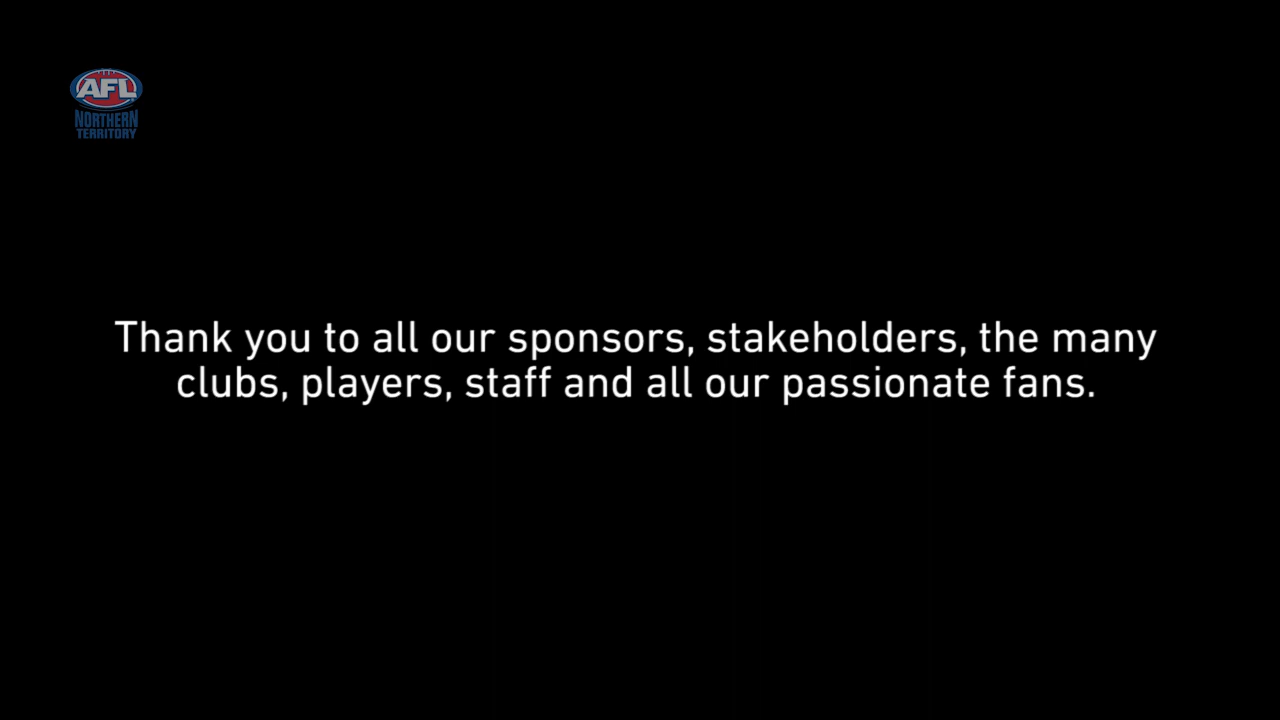 AFL
NORTHERN
TERRITORY
Thank you to all our sponsors, stakeholders, the many
clubs, players, staff and all our passionate fans.